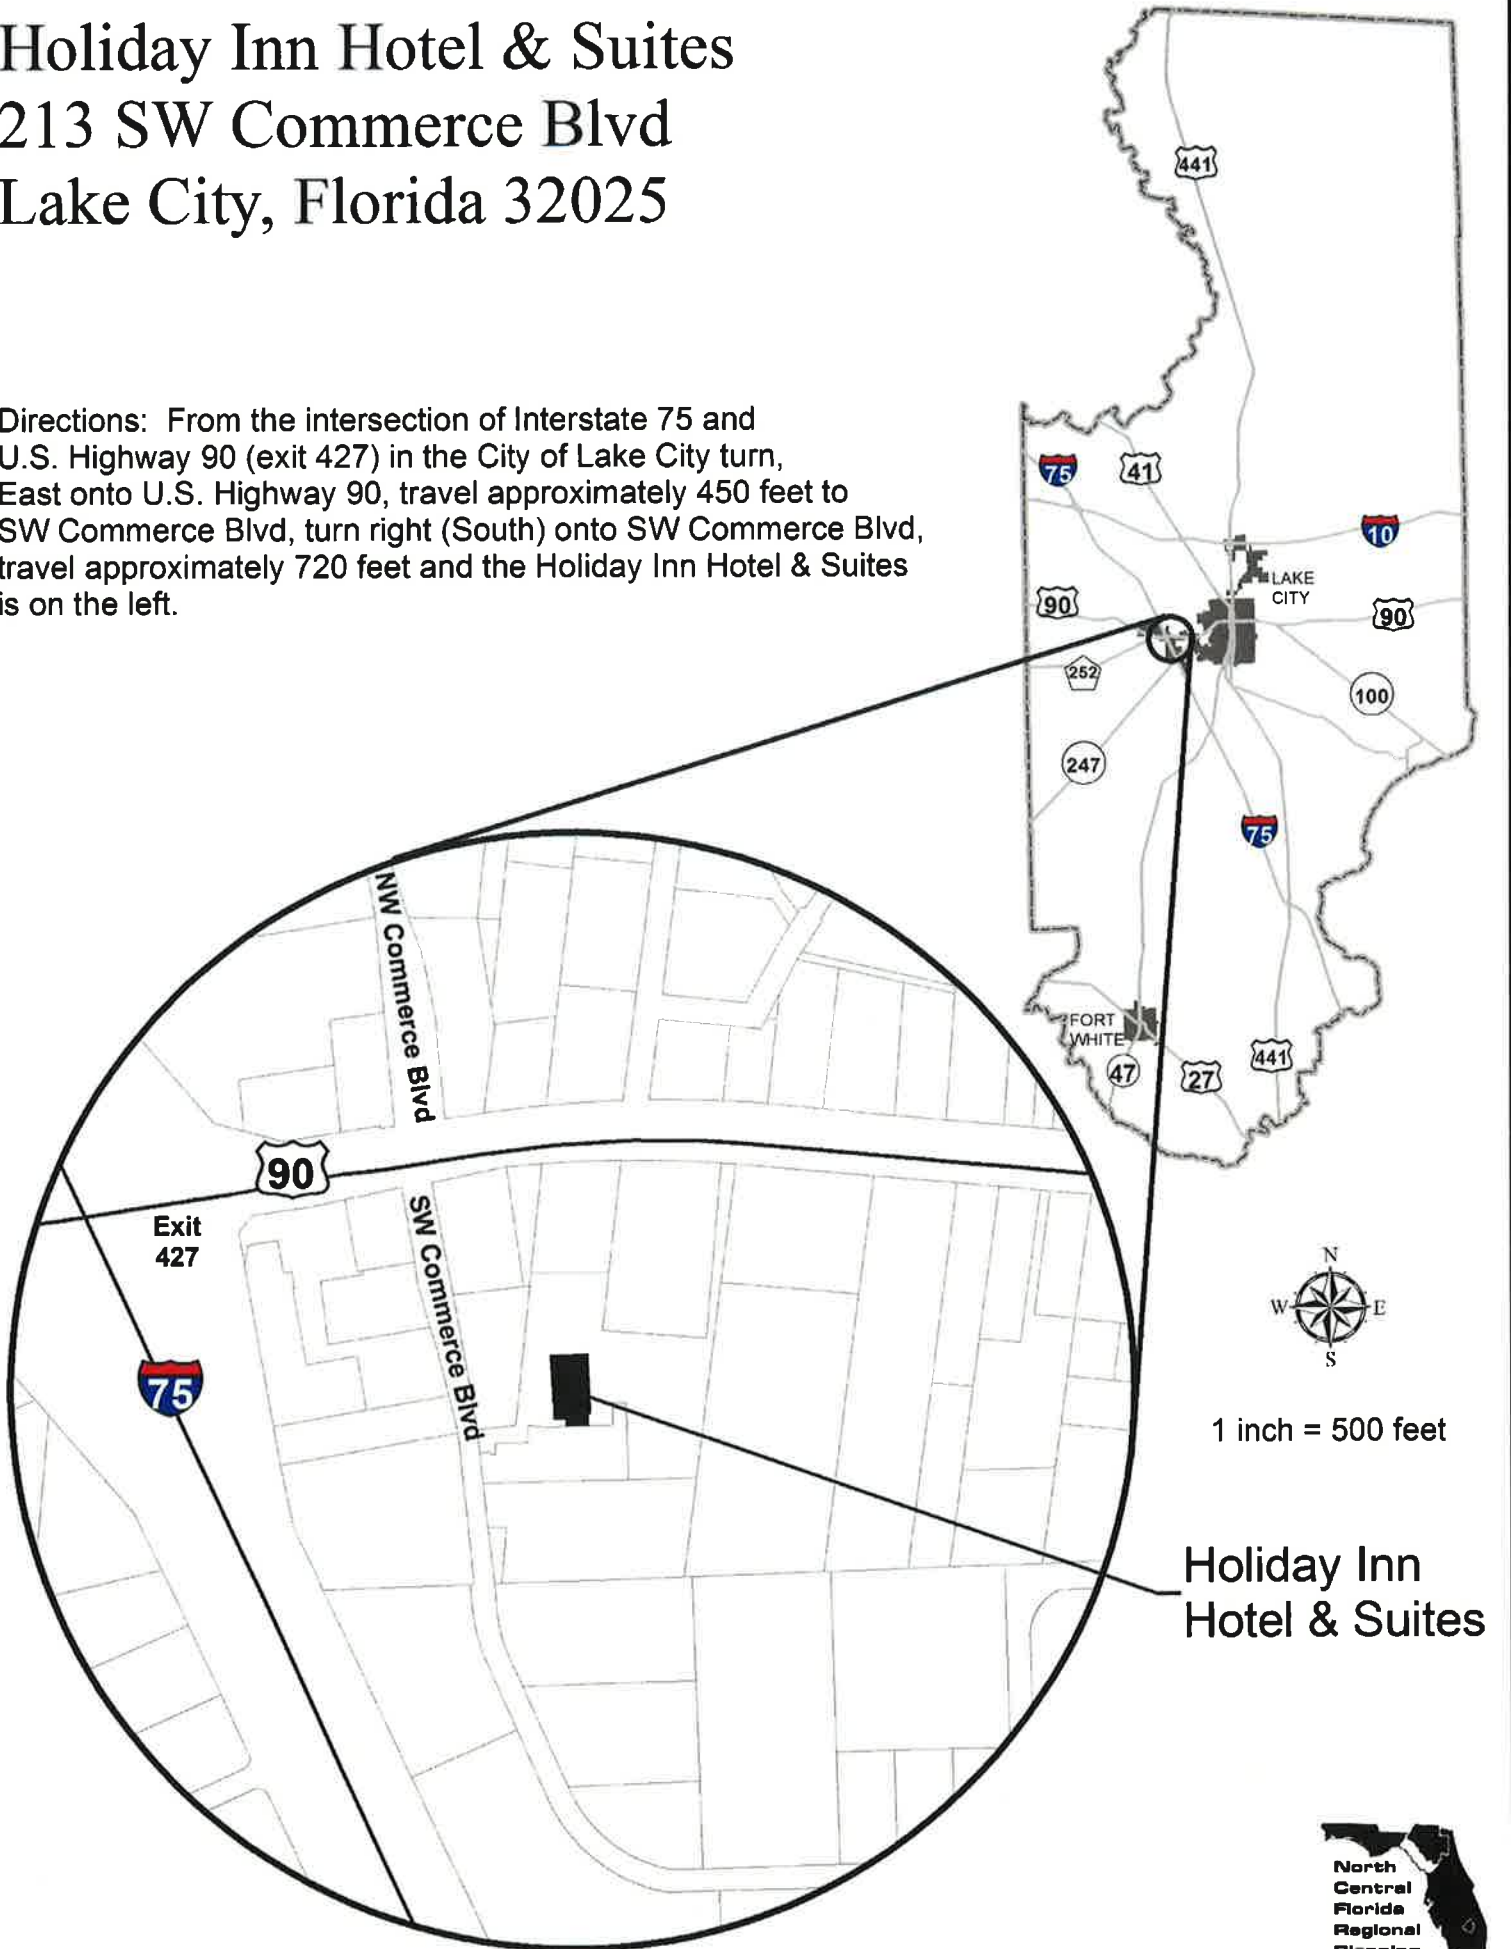 Holiday Inn Hotel & Suites
213 SW Commerce Blvd
Lake City, Florida 32025
Directions: From the intersection of Interstate 75 and
U.S. Highway 90 (exit 427) in the City of Lake City turn,
East onto U.S. Highway 90, travel approximately 450 feet to
SW Commerce Blvd, turn right (South) onto SW Commerce Blvd,
travel approximately 720 feet and the Holiday Inn Hotel & Suites
is on the left.
441
75
41
10
LAKE
CITY
90
90
252
100
247
75
FORT
WHITE
47
27
441
NW Commerce Blvd
90
Exit
427
SW Commerce Blvd
75
N
W
E
S
1 inch = 500 feet
Holiday Inn
Hotel & Suites
North
Central
Florida
Regional